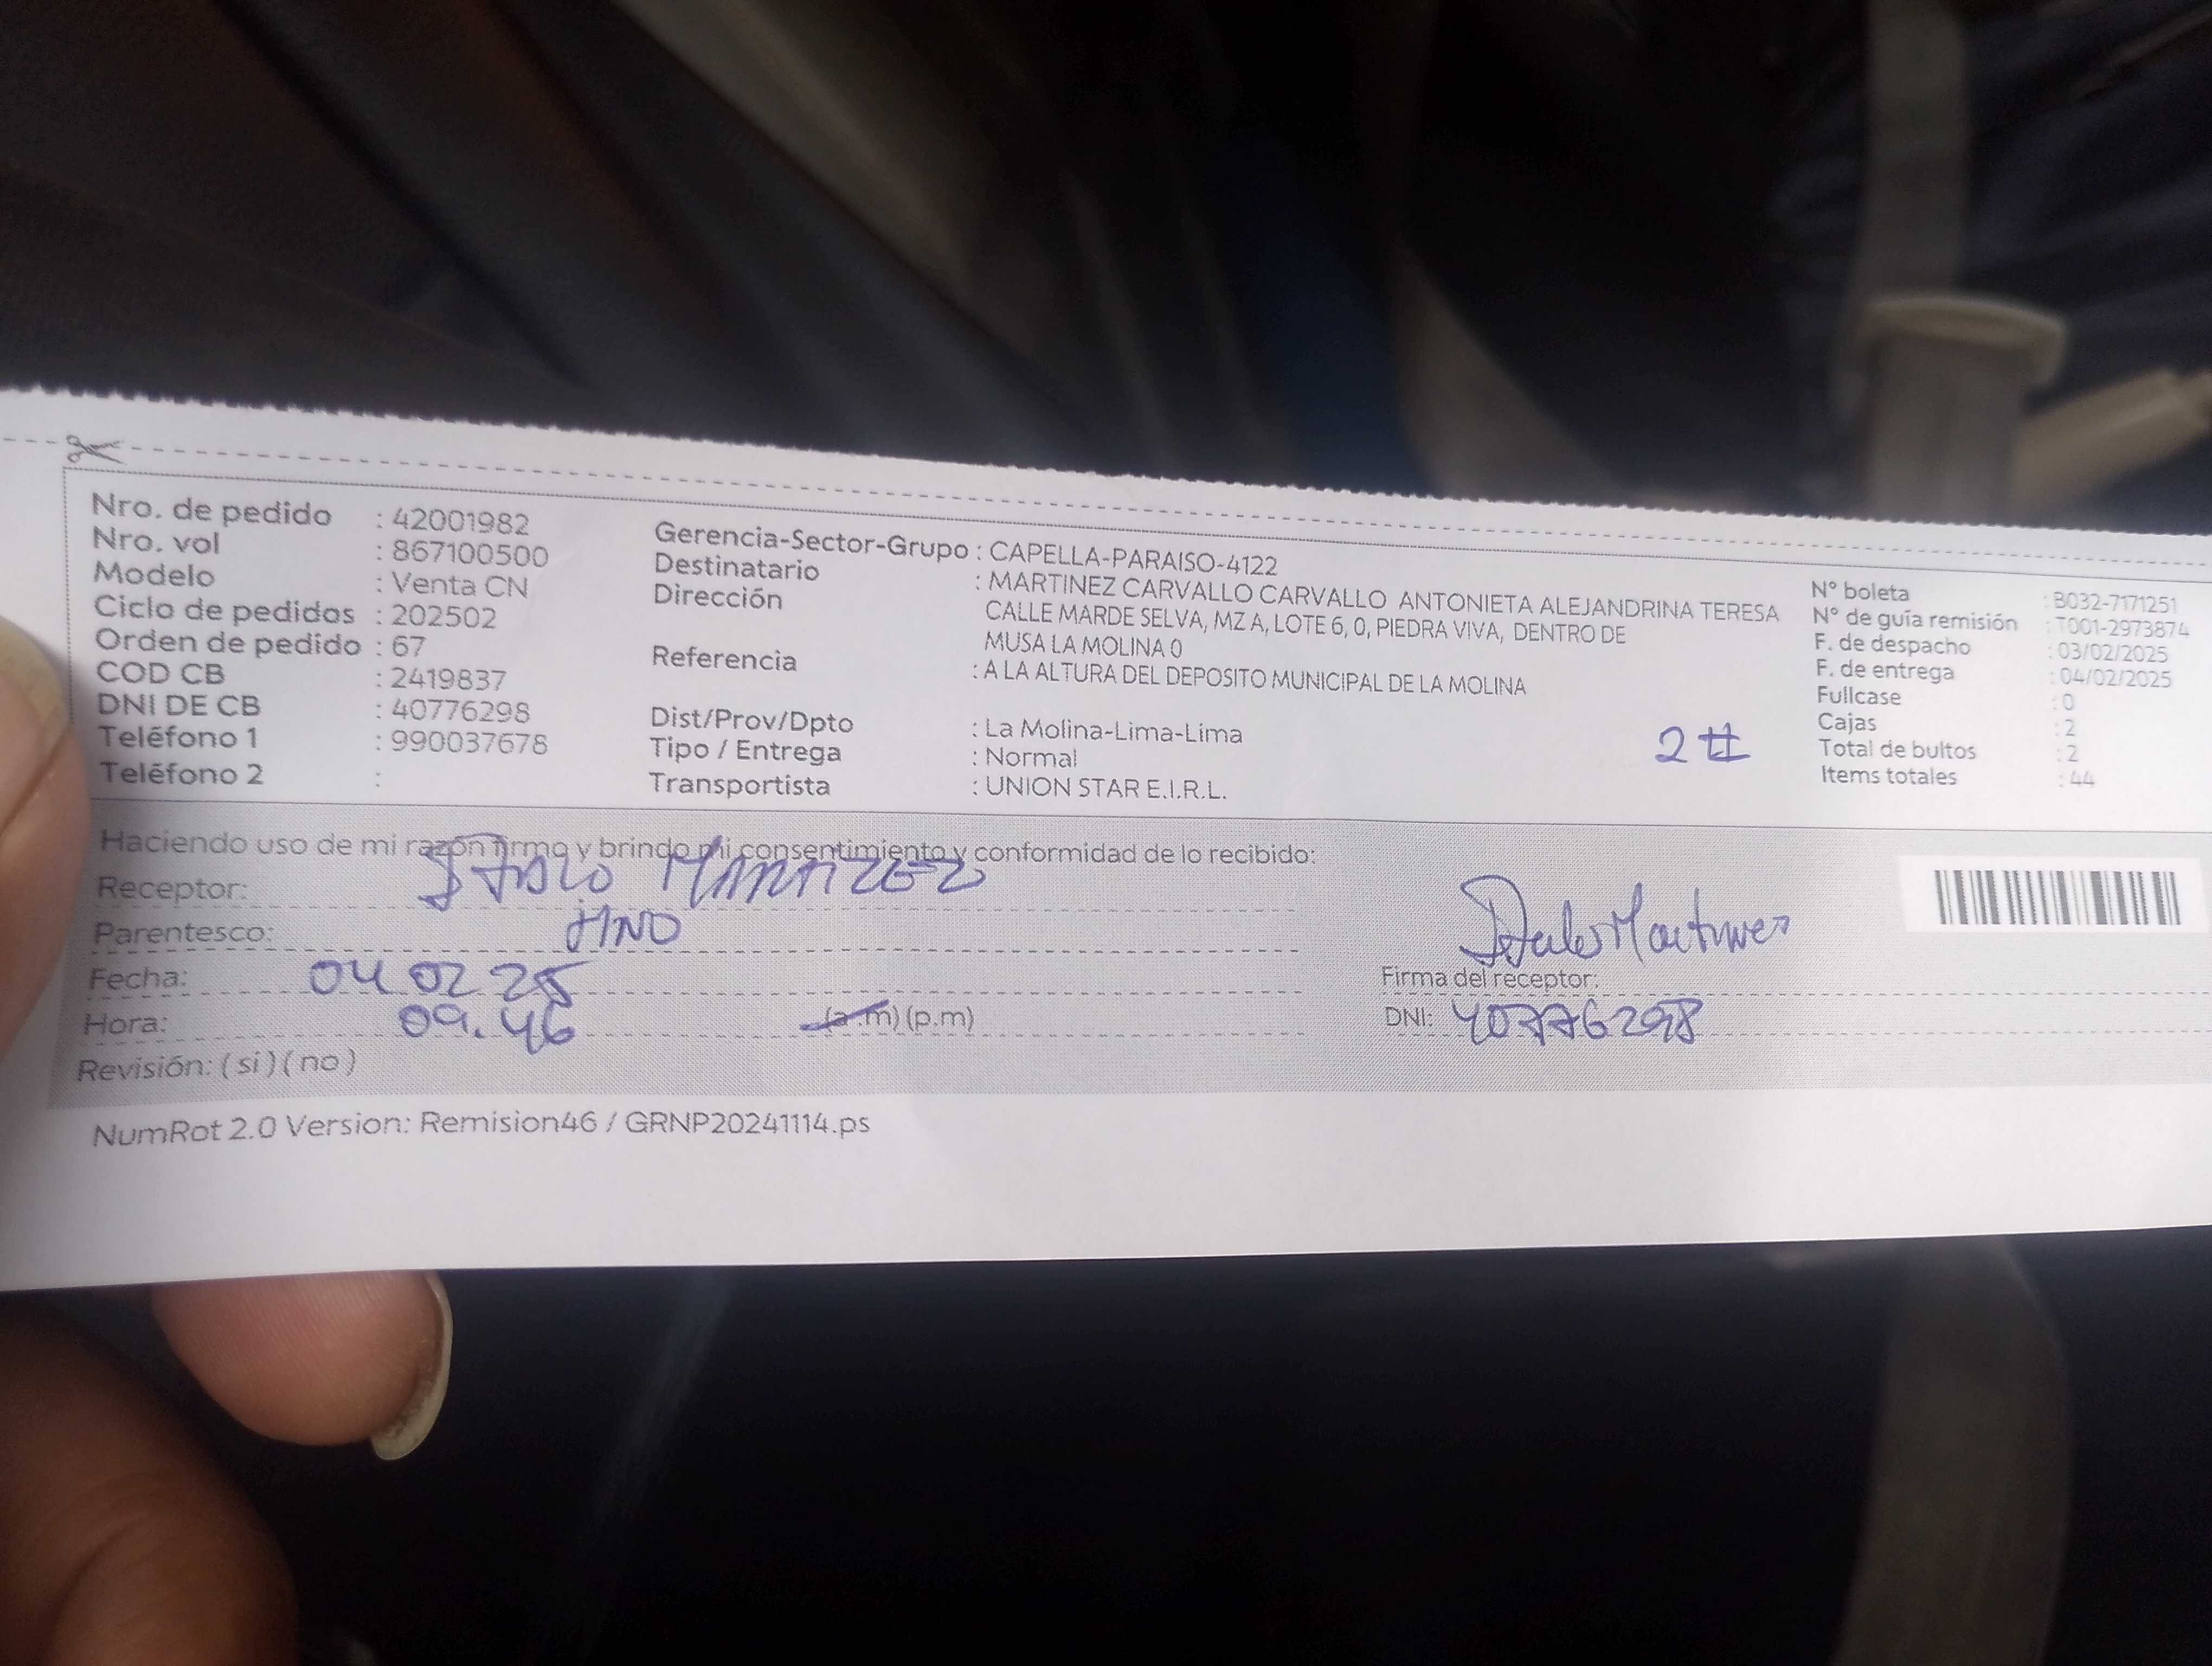 Nro. de pedido : 42001982
Nro. vol : 867100500
Modelo : Venta CN
Ciclo de pedidos : 202502
Orden de pedido : 67
COD CB : 2419837
DNI DE CB : 40776298
Teléfono 1 : 990037678
Teléfono 2 :
Gerencia-Sector-Grupo : CAPELLA-PARAISO-4122
Destinatario : MARTINEZ CARVALLO CARVALLO ANTONIETA ALEJANDRINA TERESA
Dirección CALLE MARDE SELVA, MZ A, LOTE 6, 0, PIEDRA VIVA, DENTRO DE
MUSA LA MOLINA 0
Referencia : A LA ALTURA DEL DEPOSITO MUNICIPAL DE LA MOLINA
Dist/Prov/Dpto : La Molina-Lima-Lima
Tipo / Entrega : Normal
Transportista : UNION STAR E.I.R.L.
2#
N° boleta : B032-7171251
N° de guía remisión : T001-2973874
F. de despacho : 03/02/2025
F. de entrega : 04/02/2025
Fullcase : 0
Cajas : 2
Total de bultos : 2
Items totales : 44
Haciendo uso de mi razón firmo y brindo mi consentimiento y conformidad de lo recibido:
Receptor: MARTINEZ
Parentesco:
Fecha: 04 02 25
Hora: 09.46 (a.m) (p.m)
Revisión: ( si ) ( no )
Martinez
Firma del receptor:
DNI: 40776298
NumRot 2.0 Version: Remision46 / GRNP20241114.ps